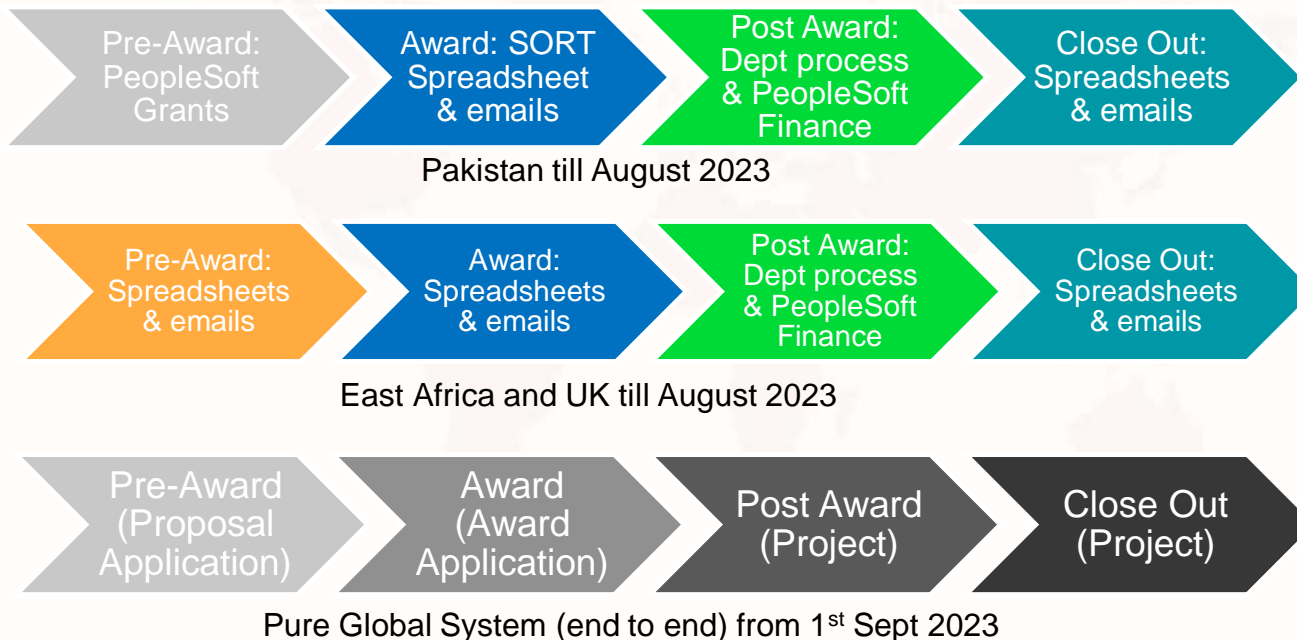 Pre-Award:
PeopleSoft
Grants
Award: SORT
Spreadsheet
& emails
Post Award:
Dept process
& PeopleSoft
Finance
Close Out:
Spreadsheets
& emails
Pakistan till August 2023
Pre-Award:
Spreadsheets
& emails
Award:
Spreadsheets
& emails
Post Award:
Dept process
& PeopleSoft
Finance
Close Out:
Spreadsheets
& emails
East Africa and UK till August 2023
Pre-Award
(Proposal
Application)
Award
(Award
Application)
Post Award
(Project)
Close Out
(Project)
Pure Global System (end to end) from 1st Sept 2023